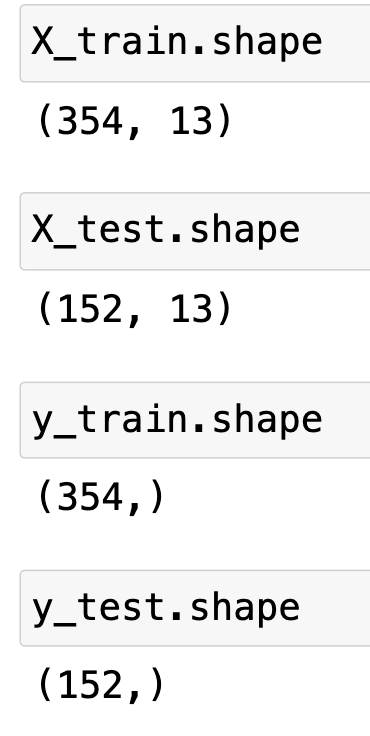 X_train.shape
(354, 13)
X_test.shape
(152, 13)
y_train.shape
(354,)
y_test.shape
(152,)